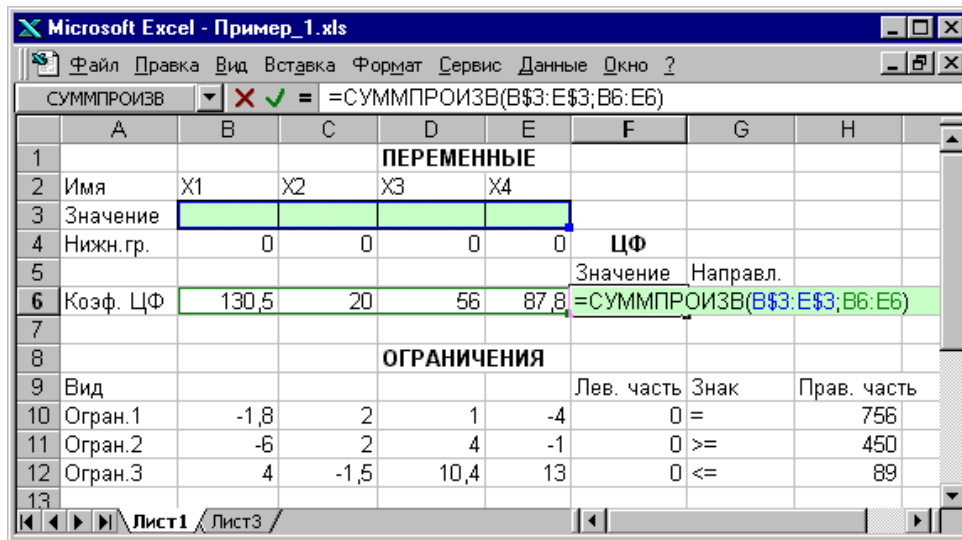 Microsoft Excel - Пример_1.xls
Файл Правка Вид Вставка Формат Сервис Данные Окно ?
СУММПРОИЗВ =СУММПРОИЗВ(B$3:E$3;B6:E6)
A B C D E F G H
1 ПЕРЕМЕННЫЕ
2 Имя X1 X2 X3 X4
3 Значение
4 Нижн.гр. 0 0 0 0 ЦФ
5 Значение Направл.
6 Коэф. ЦФ 130,5 20 56 87,8 =СУММПРОИЗВ(B$3:E$3;B6:E6)
7
8 ОГРАНИЧЕНИЯ
9 Вид Лев. часть Знак Прав. часть
10 Огран.1 -1,8 2 1 -4 0 = 756
11 Огран.2 -6 2 4 -1 0 >= 450
12 Огран.3 4 -1,5 10,4 13 0 <= 89
13
Лист1 Лист3